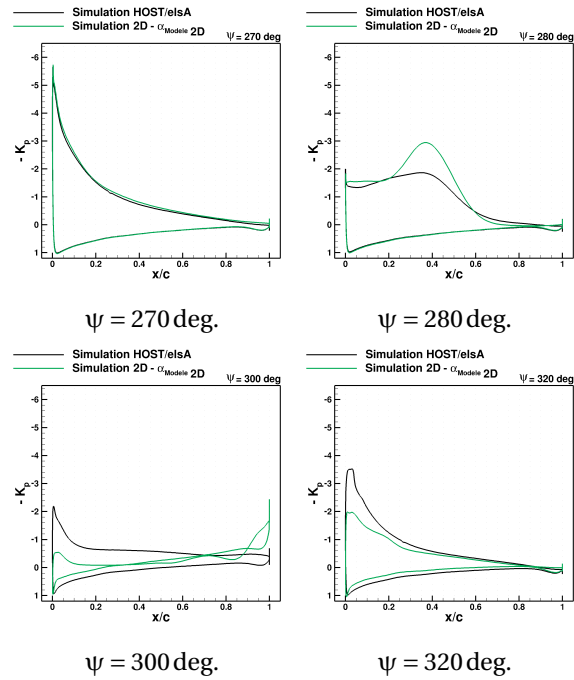 Simulation HOST/elsA
Simulation 2D - α Modele 2D
ψ = 270 deg
-6
-5
-4
-3
-2
-1
0
1
- Kp
0
0.2
0.4
0.6
0.8
1
x/c
ψ = 270 deg.
Simulation HOST/elsA
Simulation 2D - α Modele 2D
ψ = 280 deg
-6
-5
-4
-3
-2
-1
0
1
- Kp
0
0.2
0.4
0.6
0.8
1
x/c
ψ = 280 deg.
Simulation HOST/elsA
Simulation 2D - α Modele 2D
ψ = 300 deg
-6
-5
-4
-3
-2
-1
0
1
- Kp
0
0.2
0.4
0.6
0.8
1
x/c
ψ = 300 deg.
Simulation HOST/elsA
Simulation 2D - α Modele 2D
ψ = 320 deg
-6
-5
-4
-3
-2
-1
0
1
- Kp
0
0.2
0.4
0.6
0.8
1
x/c
ψ = 320 deg.